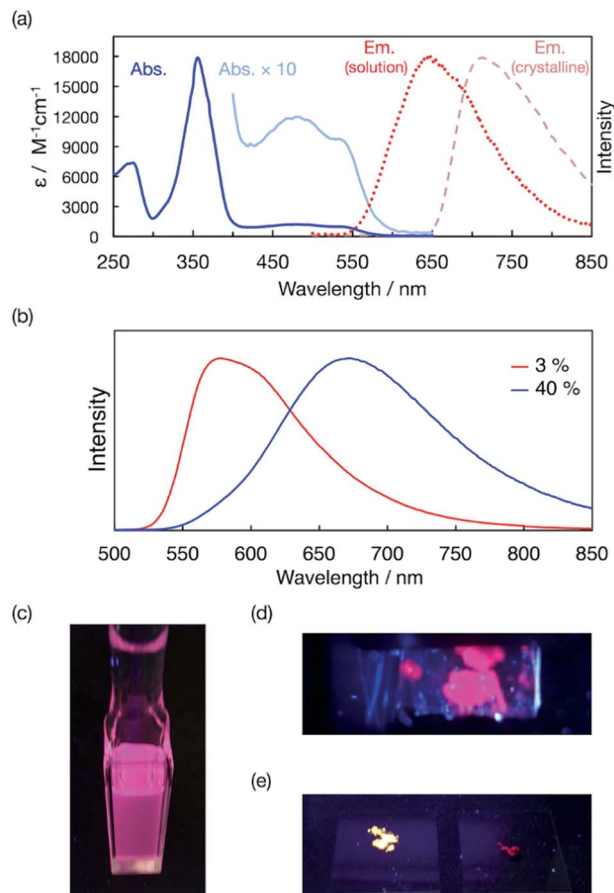 (a)
18000
15000
12000
9000
6000
3000
0
ε / M⁻¹cm⁻¹
Abs.
Abs. × 10
Em.
(solution)
Em.
(crystalline)
Intensity
250 350 450 550 650 750 850
Wavelength / nm
(b)
Intensity
3 %
40 %
500 550 600 650 700 750 800 850
Wavelength / nm
(c)
(d)
(e)